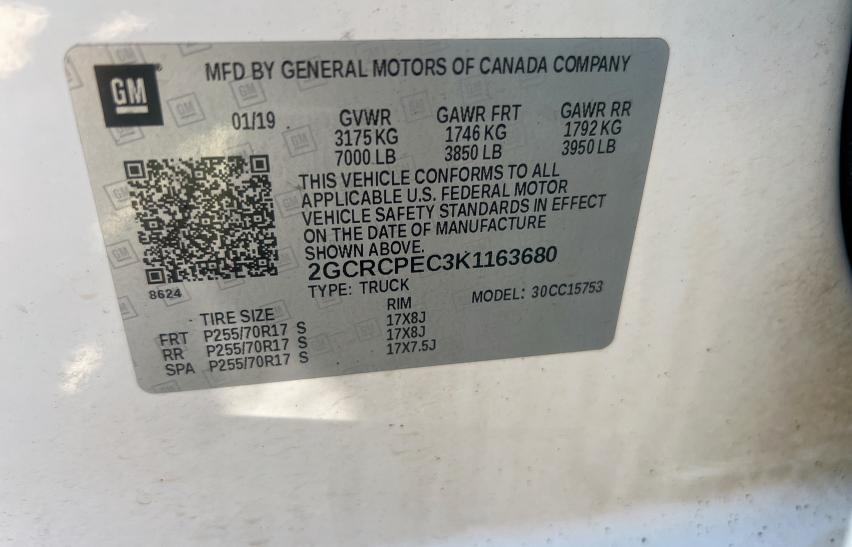 GM
MFD BY GENERAL MOTORS OF CANADA COMPANY
01/19 GVWR GAWR FRT GAWR RR
3175 KG 1746 KG 1792 KG
7000 LB 3850 LB 3950 LB
THIS VEHICLE CONFORMS TO ALL
APPLICABLE U.S. FEDERAL MOTOR
VEHICLE SAFETY STANDARDS IN EFFECT
ON THE DATE OF MANUFACTURE
SHOWN ABOVE.
2GCRCPEC3K1163680
8624
TYPE: TRUCK MODEL: 30CC15753
TIRE SIZE RIM
FRT P255/70R17 S 17X8J
RR P255/70R17 S 17X8J
SPA P255/70R17 S 17X7.5J